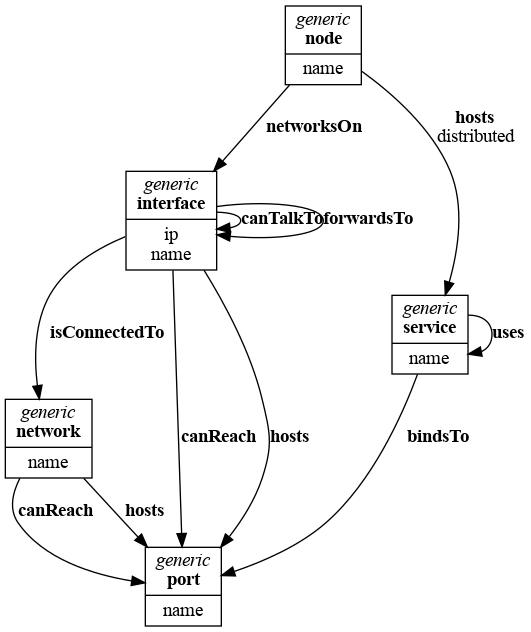 generic
node
name
networksOn
hosts
distributed
generic
interface
ip
name
canTalkTo
forwardsTo
isConnectedTo
canReach
hosts
generic
service
name
uses
bindsTo
generic
network
name
canReach
hosts
generic
port
name